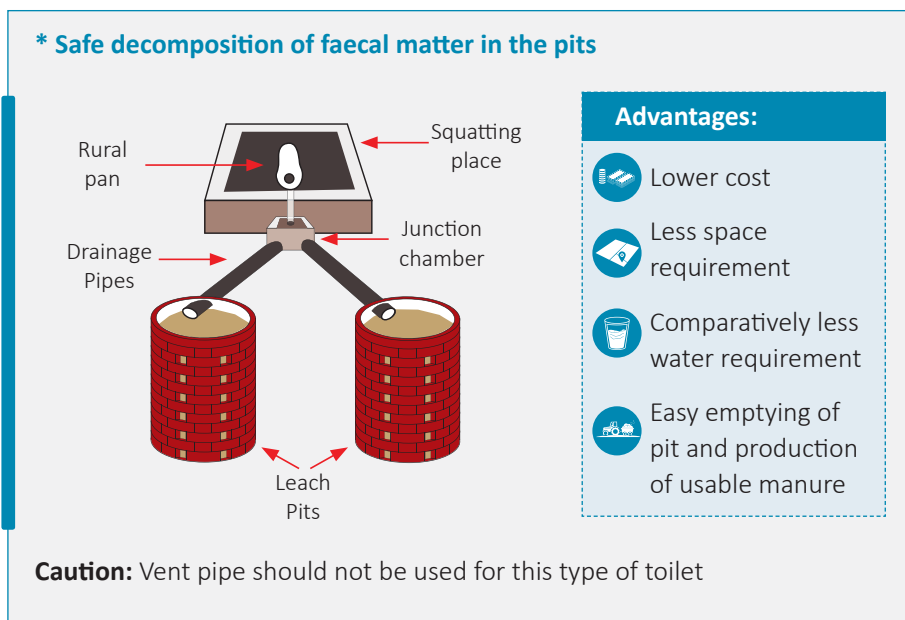 * Safe decomposition of faecal matter in the pits
Rural
pan
Squatting
place
Drainage
Pipes
Junction
chamber
Leach
Pits
Advantages:
Lower cost
Less space
requirement
Comparatively less
water requirement
Easy emptying of
pit and production
of usable manure
Caution: Vent pipe should not be used for this type of toilet